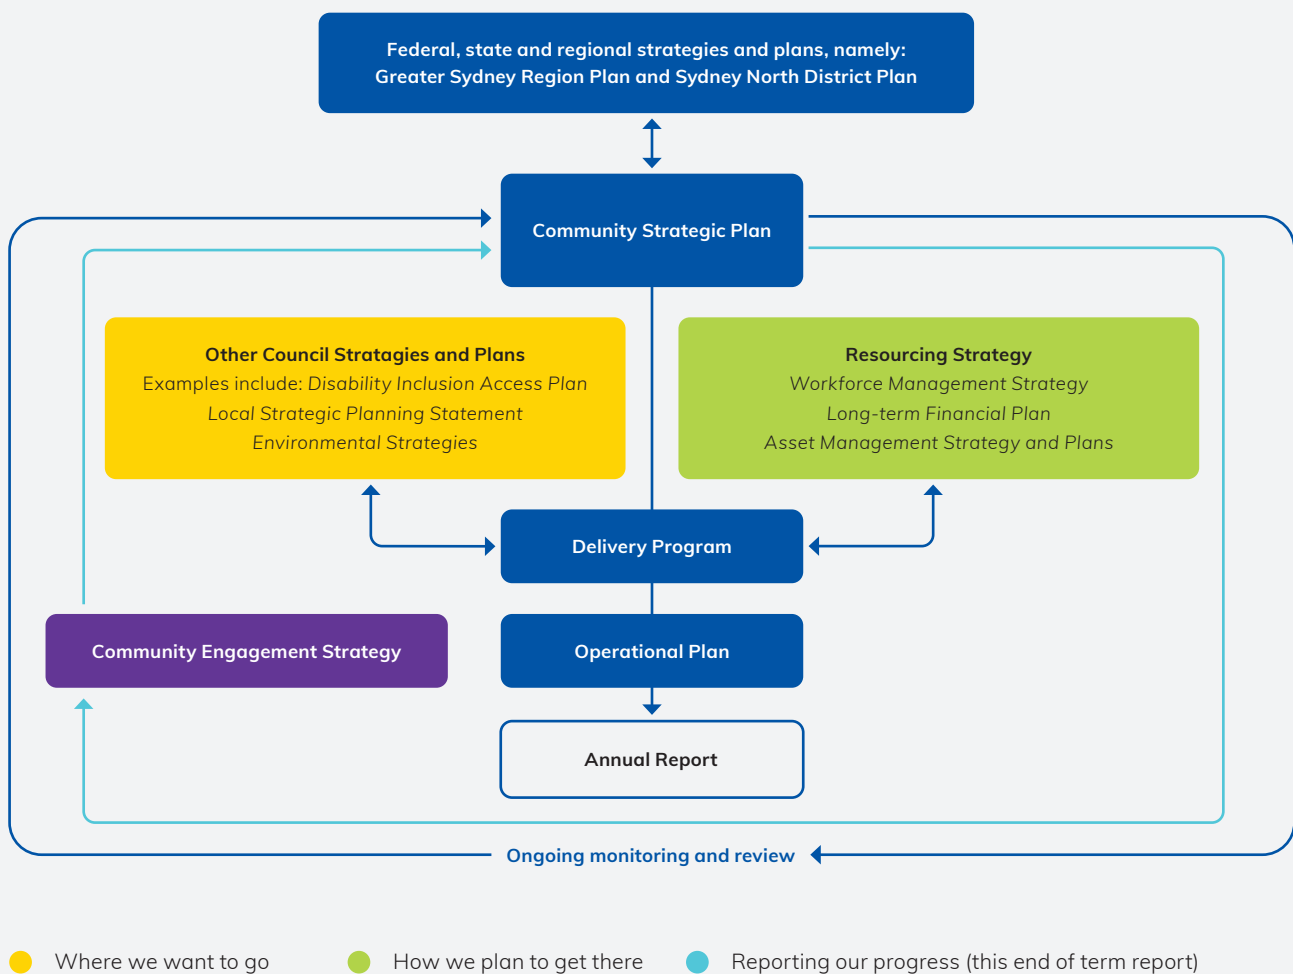 Federal, state and regional strategies and plans, namely:
Greater Sydney Region Plan and Sydney North District Plan
Community Strategic Plan
Other Council Stratagies and Plans
Examples include: Disability Inclusion Access Plan
Local Strategic Planning Statement
Environmental Strategies
Resourcing Strategy
Workforce Management Strategy
Long-term Financial Plan
Asset Management Strategy and Plans
Delivery Program
Community Engagement Strategy
Operational Plan
Annual Report
Ongoing monitoring and review
Where we want to go
How we plan to get there
Reporting our progress (this end of term report)